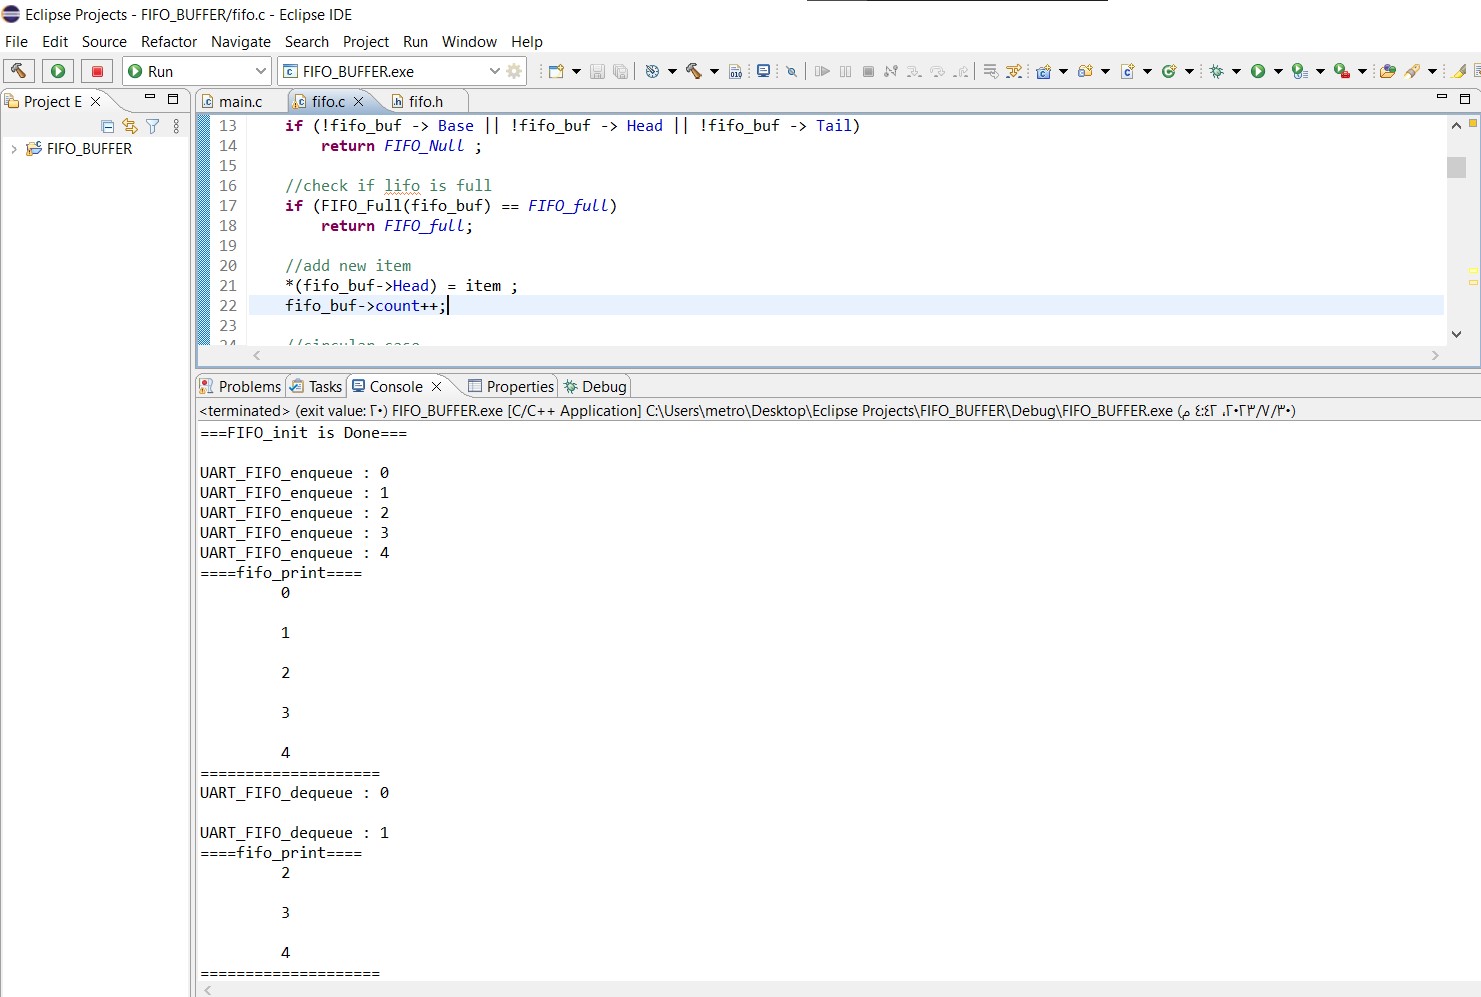 Eclipse Projects - FIFO_BUFFER/fifo.c - Eclipse IDE
File Edit Source Refactor Navigate Search Project Run Window Help
Run FIFO_BUFFER.exe
Project E main.c fifo.c fifo.h
FIFO_BUFFER
13 if (!fifo_buf -> Base || !fifo_buf -> Head || !fifo_buf -> Tail)
14 return FIFO_Null ;
15
16 //check if lifo is full
17 if (FIFO_Full(fifo_buf) == FIFO_full)
18 return FIFO_full;
19
20 //add new item
21 *(fifo_buf->Head) = item ;
22 fifo_buf->count++;
23
24 //circular case
Problems Tasks Console Properties Debug
<terminated> (exit value: ٢٠) FIFO_BUFFER.exe [C/C++ Application] C:\Users\metro\Desktop\Eclipse Projects\FIFO_BUFFER\Debug\FIFO_BUFFER.exe (٢٠٢٣/٧/٣٠، ٤:٤٢ م)
===FIFO_init is Done===
UART_FIFO_enqueue : 0
UART_FIFO_enqueue : 1
UART_FIFO_enqueue : 2
UART_FIFO_enqueue : 3
UART_FIFO_enqueue : 4
====fifo_print====
0
1
2
3
4
====================
UART_FIFO_dequeue : 0
UART_FIFO_dequeue : 1
====fifo_print====
2
3
4
====================